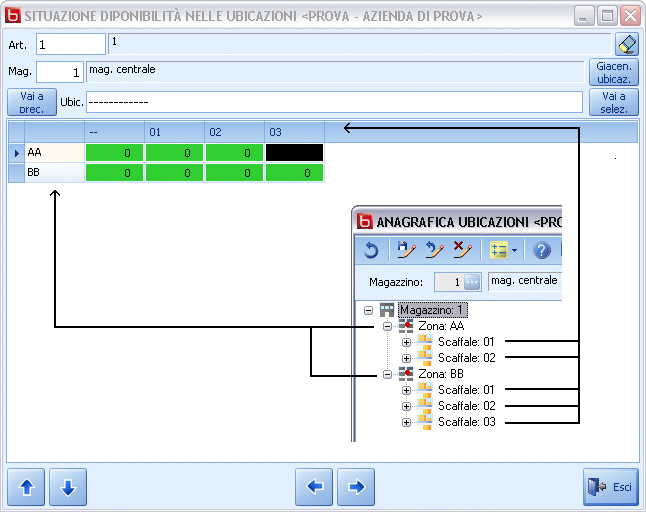 SITUAZIONE DIPONIBILITÀ NELLE UBICAZIONI <PROVA - AZIENDA DI PROVA>
Art. 1 1
Mag. 1 mag. centrale Giacen. ubicaz.
Vai a prec. Ubic. ------------ Vai a selez.
-- 01 02 03
AA 0 0 0
BB 0 0 0 0
ANAGRAFICA UBICAZIONI <PRO
Magazzino: 1 ... mag. centrale
Magazzino: 1
Zona: AA
Scaffale: 01
Scaffale: 02
Zona: BB
Scaffale: 01
Scaffale: 02
Scaffale: 03
Esci